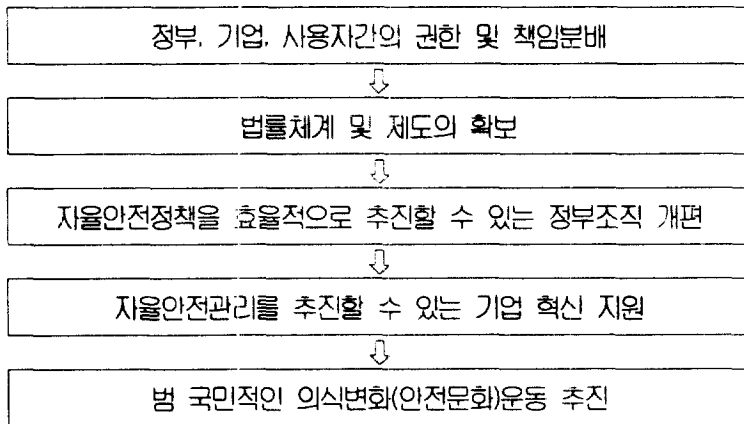 정부, 기업, 사용자간의 권한 및 책임분배
법률체계 및 제도의 확보
자율안전정책을 효율적으로 추진할 수 있는 정부조직 개편
자율안전관리를 추진할 수 있는 기업 혁신 지원
범 국민적인 의식변화(안전문화)운동 추진